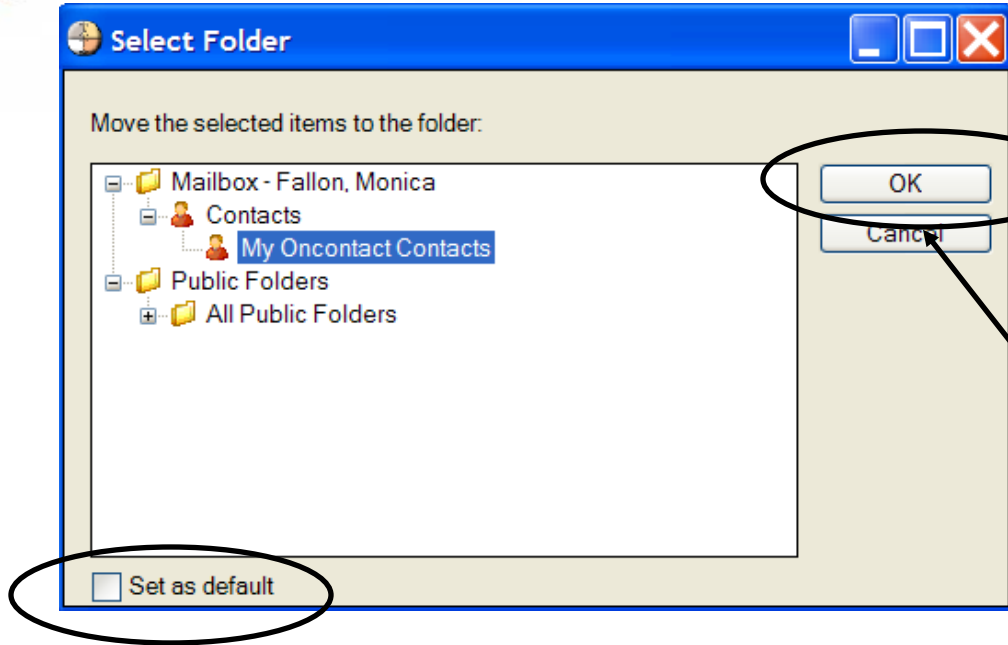 Select Folder
Move the selected items to the folder:
Mailbox - Fallon, Monica
Contacts
My Oncontact Contacts
Public Folders
All Public Folders
OK
Cancel
Set as default